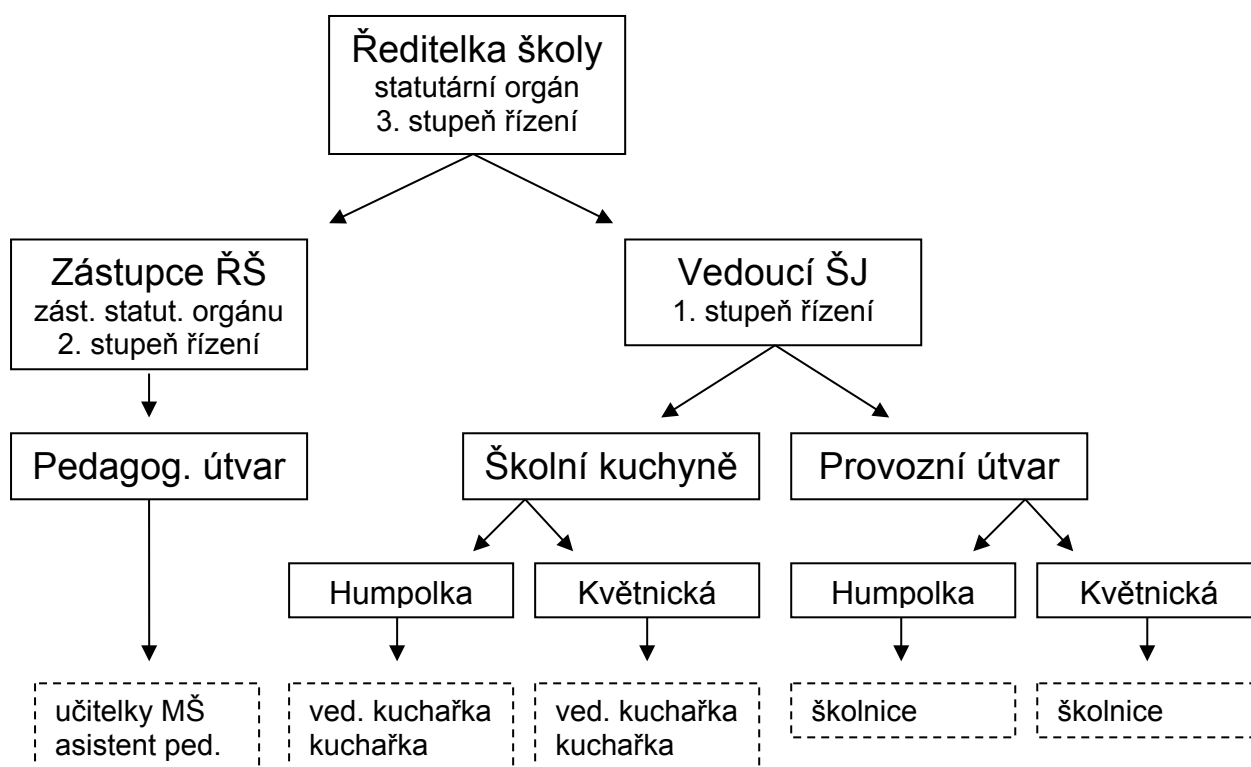 Ředitelka školy
statutární orgán
3. stupeň řízení
Zástupce ŘŠ
zást. statut. orgánu
2. stupeň řízení
Vedoucí ŠJ
1. stupeň řízení
Pedagog. útvar
Školní kuchyně
Provozní útvar
Humpolka
Květnická
Humpolka
Květnická
učitelky MŠ
asistent ped.
ved. kuchařka
kuchařka
ved. kuchařka
kuchařka
školnice
školnice